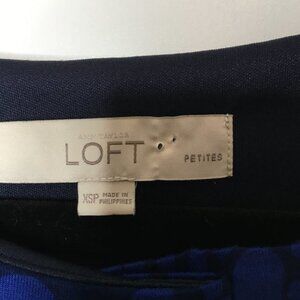 ANN TAYLOR
LOFT
PETITES
XSP
MADE IN
PHILIPPINES